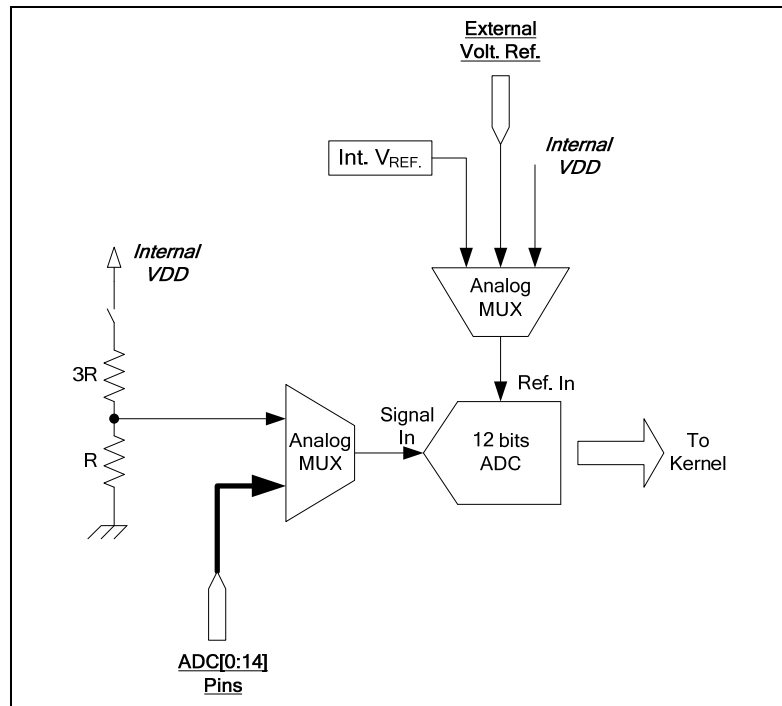 External
Volt. Ref.
Int. VREF.
Internal
VDD
Analog
MUX
Internal
VDD
3R
R
Analog
MUX
Signal
In
Ref. In
12 bits
ADC
To
Kernel
ADC[0:14]
Pins